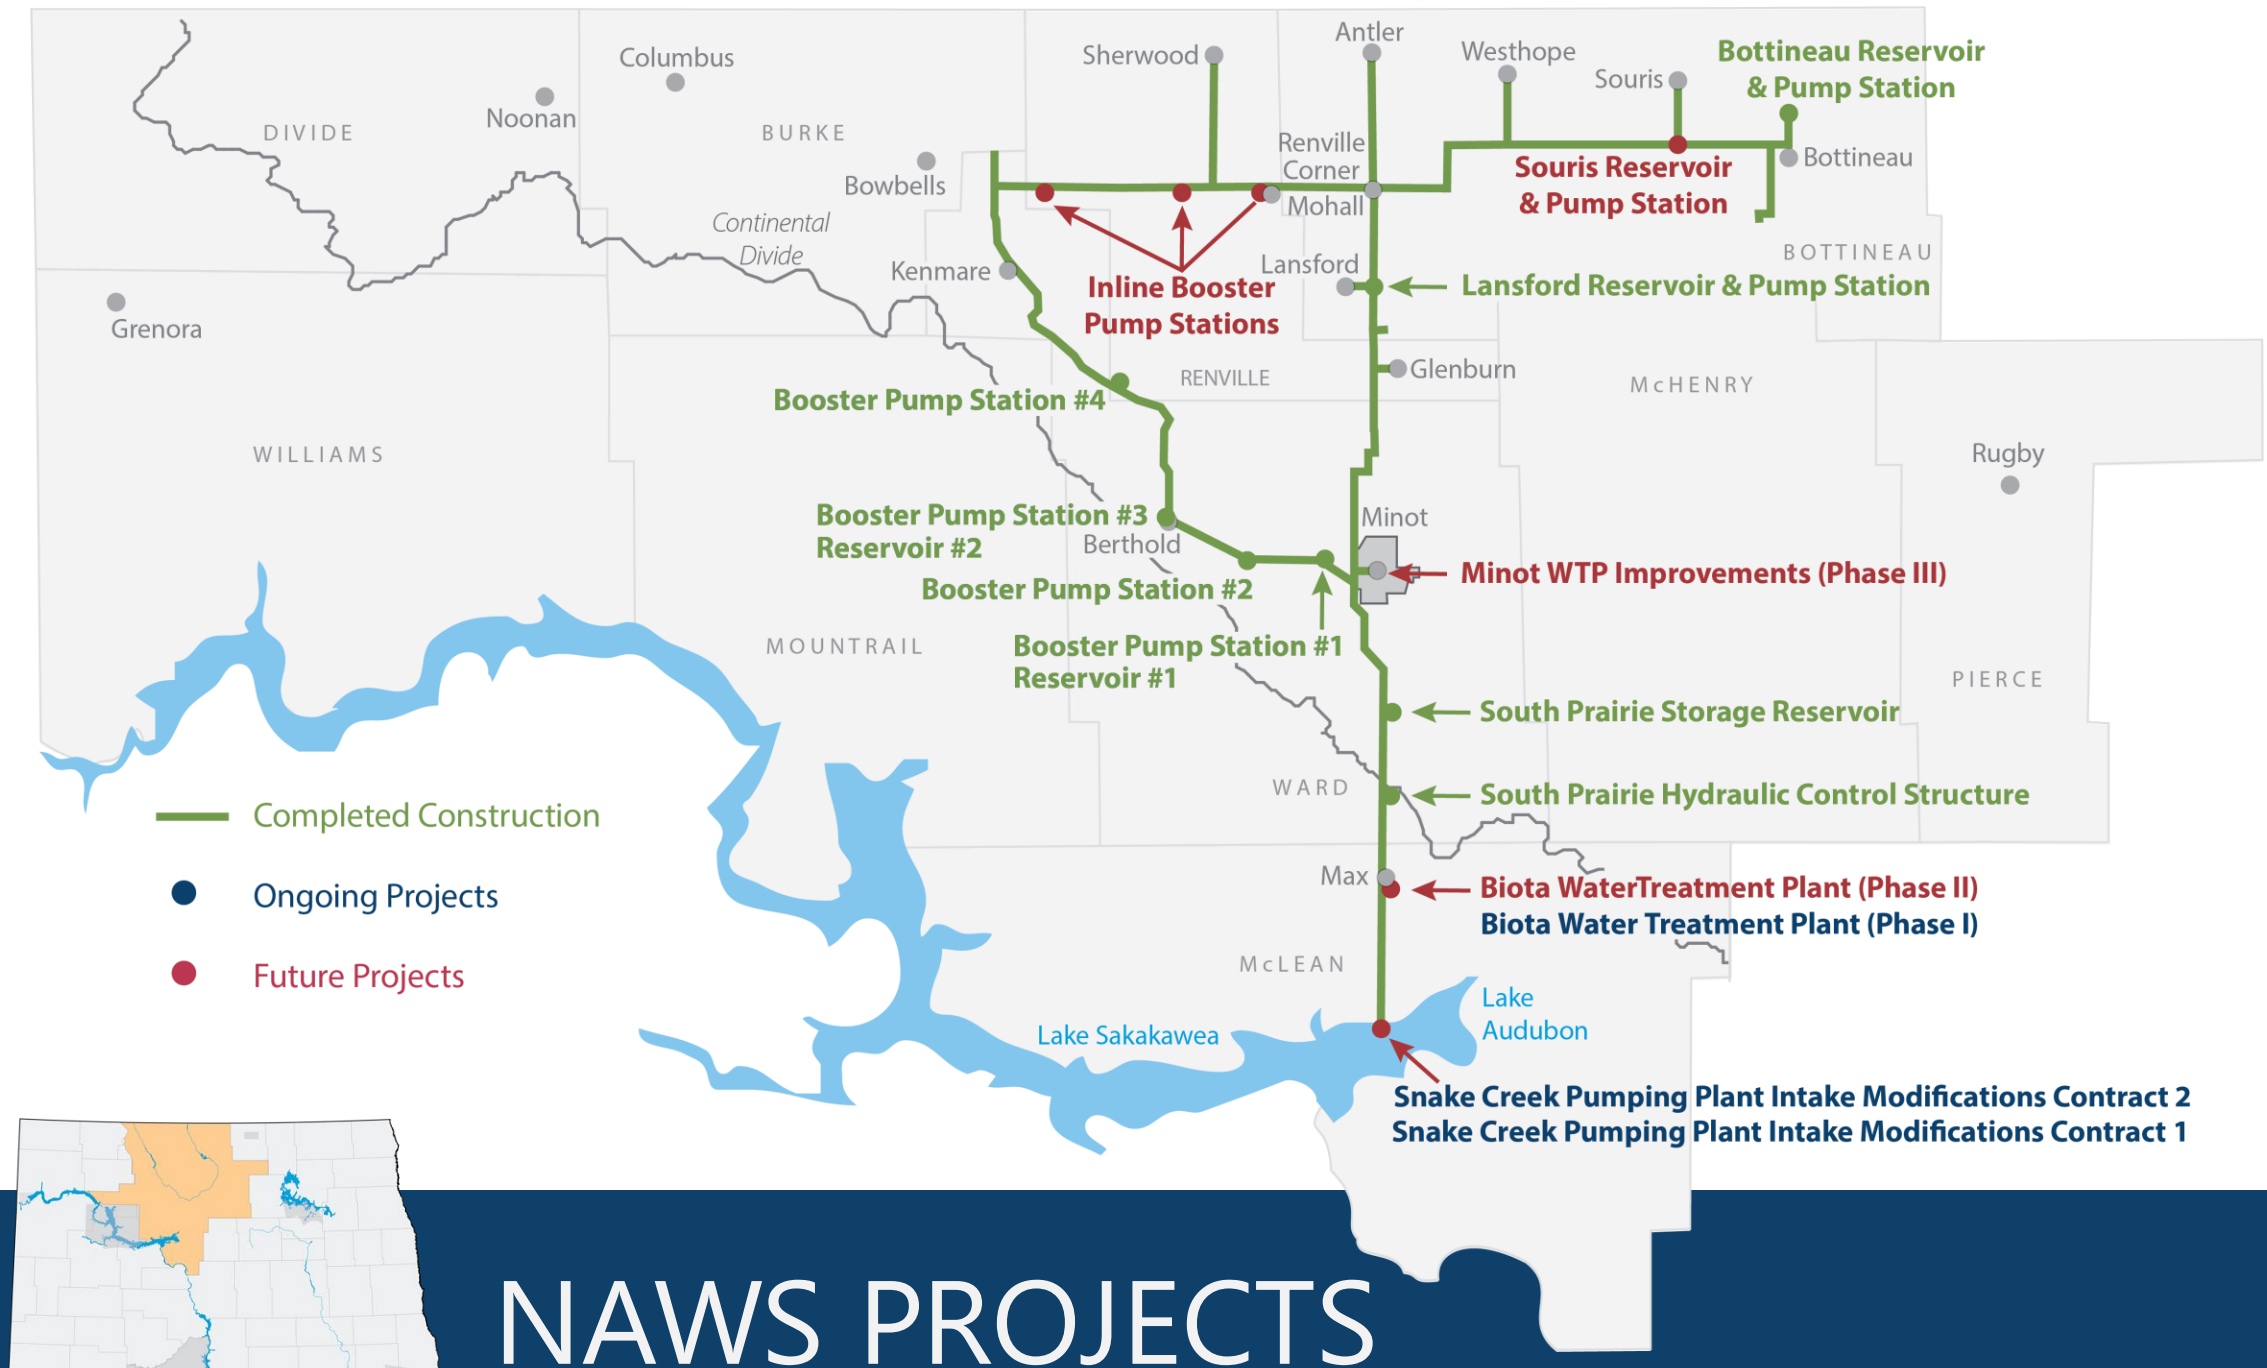 Antler
Sherwood
Westhope
Columbus
Souris
Bottineau Reservoir
& Pump Station
Noonan
DIVIDE
BURKE
Renville
Corner
Bowbells
Mohall
Souris Reservoir
& Pump Station
Bottineau
Continental
Divide
BOTTINEAU
Kenmare
Lansford
Inline Booster
Pump Stations
Lansford Reservoir & Pump Station
Grenora
RENVILLE
Glenburn
McHENRY
Booster Pump Station #4
WILLIAMS
Rugby
Booster Pump Station #3
Reservoir #2
Minot
Berthold
Minot WTP Improvements (Phase III)
Booster Pump Station #2
MOUNTRAIL
Booster Pump Station #1
Reservoir #1
PIERCE
South Prairie Storage Reservoir
WARD
South Prairie Hydraulic Control Structure
Completed Construction
Ongoing Projects
Future Projects
Max
Biota WaterTreatment Plant (Phase II)
Biota Water Treatment Plant (Phase I)
McLEAN
Lake
Audubon
Lake Sakakawea
Snake Creek Pumping Plant Intake Modifications Contract 2
Snake Creek Pumping Plant Intake Modifications Contract 1
NAWS PROJECTS